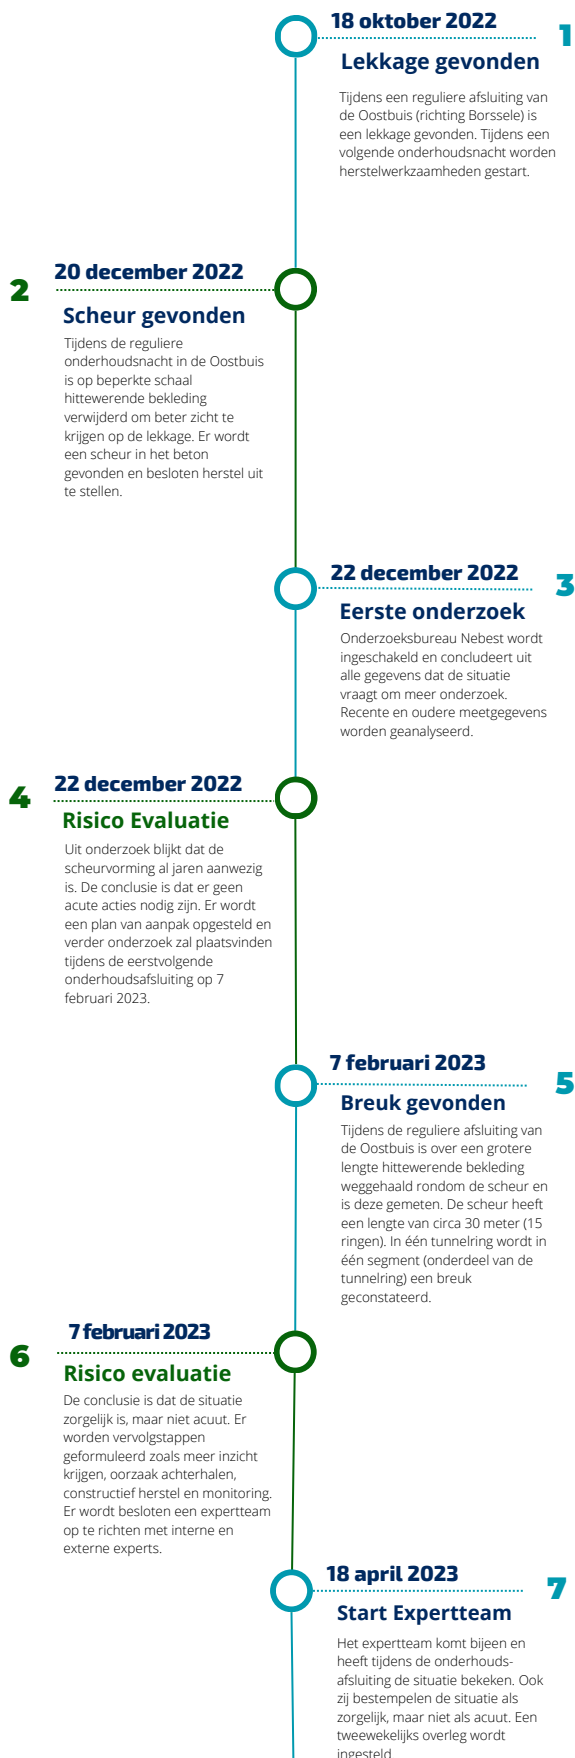 18 oktober 2022
1
Lekkage gevonden
Tijdens een reguliere afsluiting van
de Oostbuis (richting Borssele) is
een lekkage gevonden. Tijdens een
volgende onderhoudsnacht worden
herstelwerkzaamheden gestart.
20 december 2022
2
Scheur gevonden
Tijdens de reguliere
onderhoudsnacht in de Oostbuis
is op beperkte schaal
hittewerende bekleding
verwijderd om beter zicht te
krijgen op de lekkage. Er wordt
een scheur in het beton
gevonden en besloten herstel uit
te stellen.
22 december 2022
3
Eerste onderzoek
Onderzoeksbureau Nebest wordt
ingeschakeld en concludeert uit
alle gegevens dat de situatie
vraagt om meer onderzoek.
Recente en oudere meetgegevens
worden geanalyseerd.
22 december 2022
4
Risico Evaluatie
Uit onderzoek blijkt dat de
scheurvorming al jaren aanwezig
is. De conclusie is dat er geen
acute acties nodig zijn. Er wordt
een plan van aanpak opgesteld en
verder onderzoek zal plaatsvinden
tijdens de eerstvolgende
onderhoudsafsluiting op 7
februari 2023.
7 februari 2023
5
Breuk gevonden
Tijdens de reguliere afsluiting van
de Oostbuis is over een grotere
lengte hittewerende bekleding
weggehaald rondom de scheur en
is deze gemeten. De scheur heeft
een lengte van circa 30 meter (15
ringen). In één tunnelring wordt in
één segment (onderdeel van de
tunnelring) een breuk
geconstateerd.
7 februari 2023
6
Risico evaluatie
De conclusie is dat de situatie
zorgelijk is, maar niet acuut. Er
worden vervolgstappen
geformuleerd zoals meer inzicht
krijgen, oorzaak achterhalen,
constructief herstel en monitoring.
Er wordt besloten een expertteam
op te richten met interne en
externe experts.
18 april 2023
7
Start Expertteam
Het expertteam komt bijeen en
heeft tijdens de onderhouds-
afsluiting de situatie bekeken. Ook
zij bestempelen de situatie als
zorgelijk, maar niet als acuut. Een
tweewekelijks overleg wordt
ingesteld